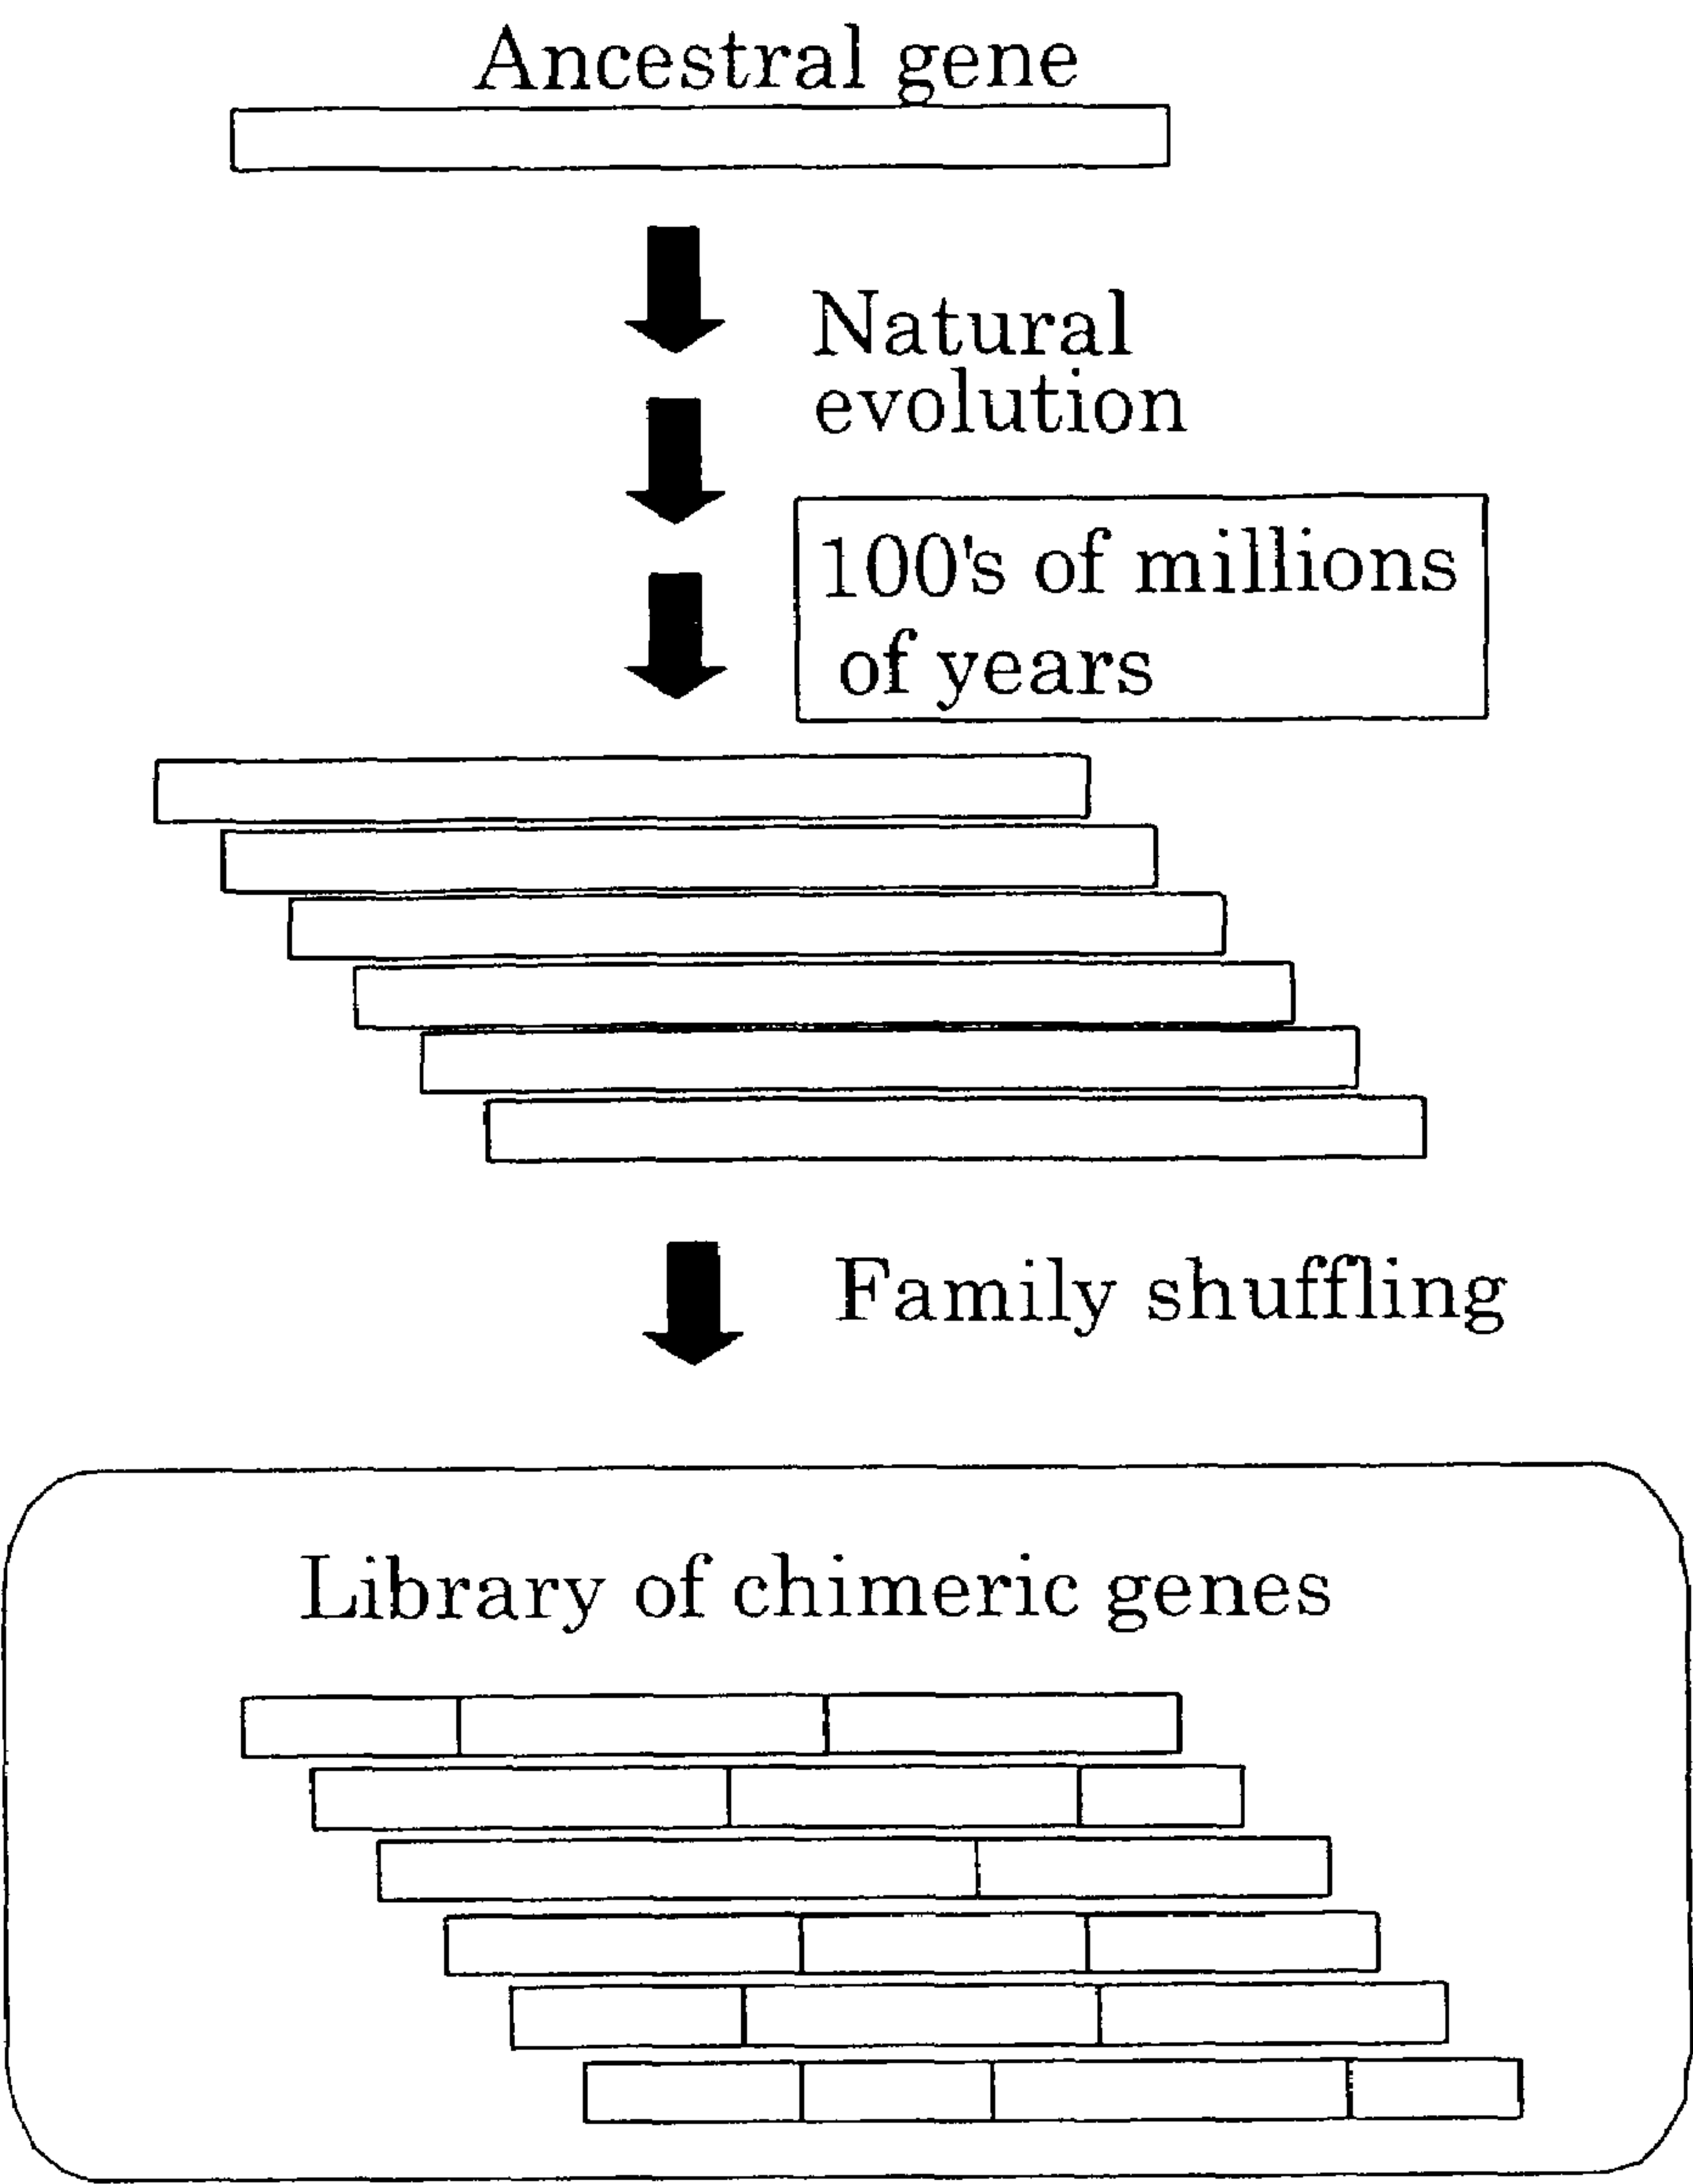 Ancestral gene
Natural
evolution
100's of millions
of years
Family shuffling
Library of chimeric genes